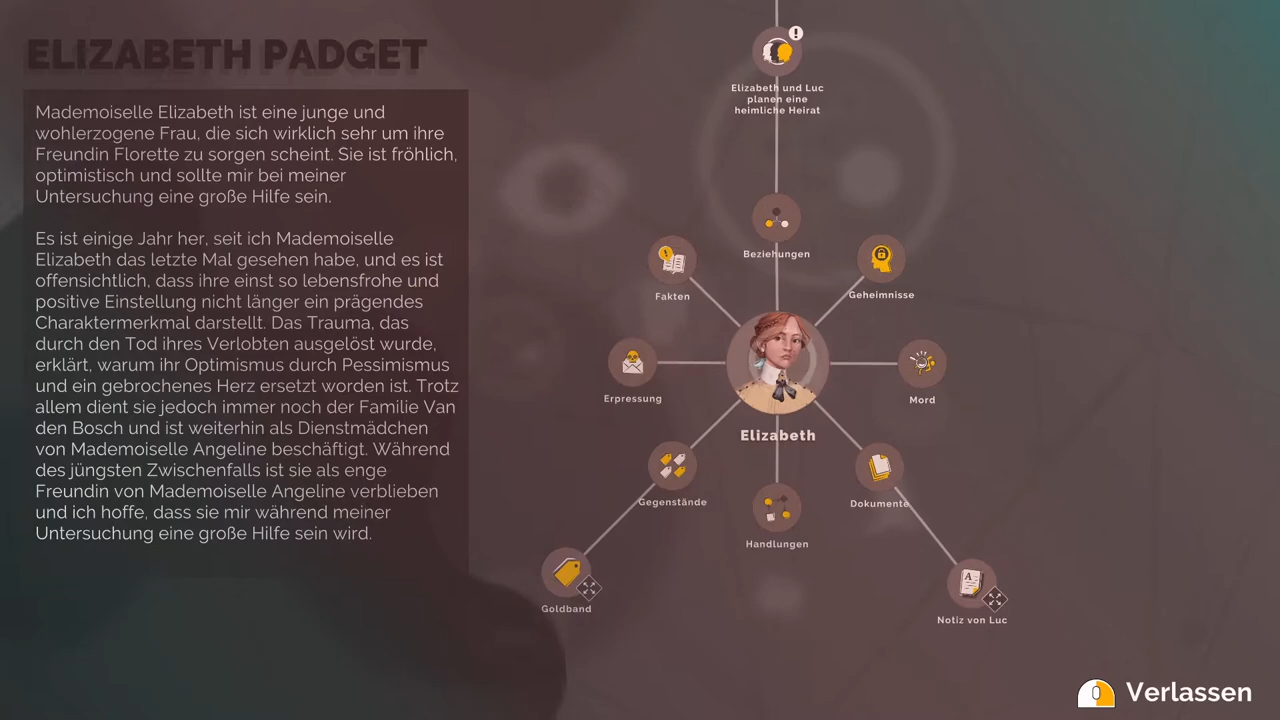 ELIZABETH PADGET
Mademoiselle Elizabeth ist eine junge und
wohlerzogene Frau, die sich wirklich sehr um ihre
Freundin Florette zu sorgen scheint. Sie ist fröhlich,
optimistisch und sollte mir bei meiner
Untersuchung eine große Hilfe sein.
Es ist einige Jahr her, seit ich Mademoiselle
Elizabeth das letzte Mal gesehen habe, und es ist
offensichtlich, dass ihre einst so lebensfrohe und
positive Einstellung nicht länger ein prägendes
Charaktermerkmal darstellt. Das Trauma, das
durch den Tod ihres Verlobten ausgelöst wurde,
erklärt, warum ihr Optimismus durch Pessimismus
und ein gebrochenes Herz ersetzt worden ist. Trotz
allem dient sie jedoch immer noch der Familie Van
den Bosch und ist weiterhin als Dienstmädchen
von Mademoiselle Angeline beschäftigt. Während
des jüngsten Zwischenfalls ist sie als enge
Freundin von Mademoiselle Angeline verblieben
und ich hoffe, dass sie mir während meiner
Untersuchung eine große Hilfe sein wird.
Elizabeth und Luc
planen eine
heimliche Heirat
Beziehungen
Fakten
Geheimnisse
Erpressung
Mord
Elizabeth
Gegenstände
Dokumente
Handlungen
Goldband
Notiz von Luc
Verlassen